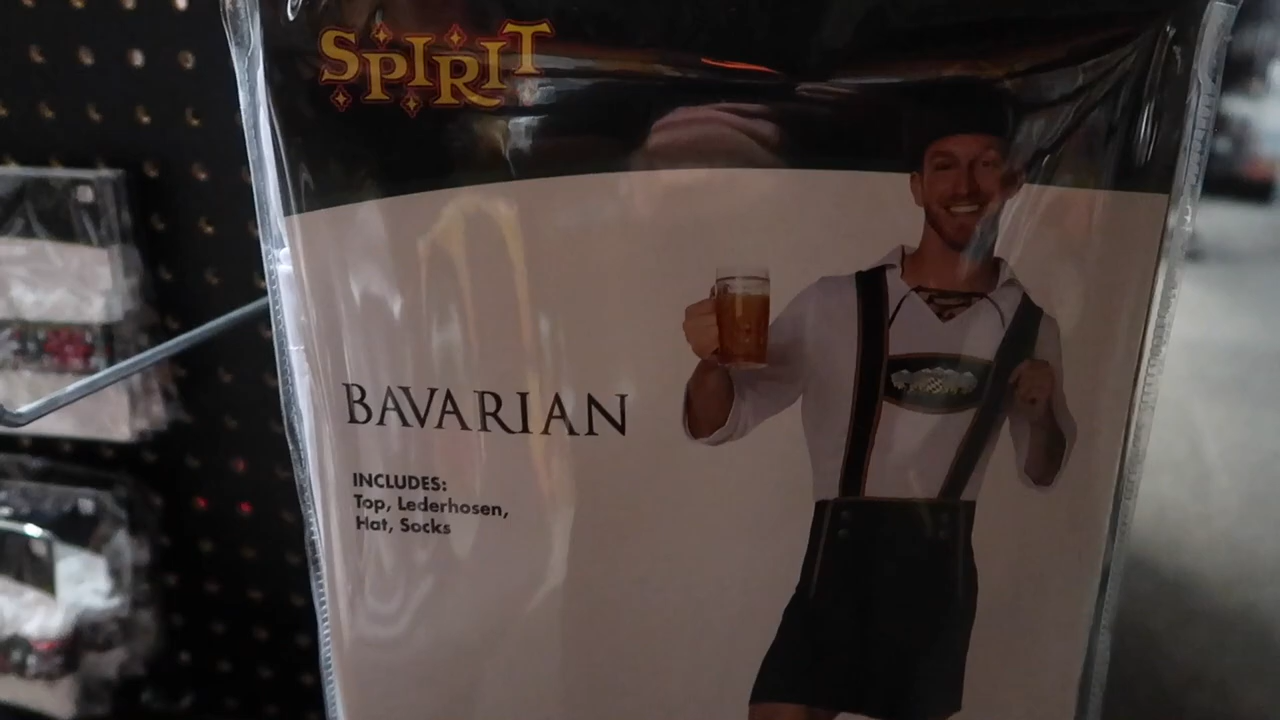 SPIRIT
BAVARIAN
INCLUDES:
Top, Lederhosen,
Hat, Socks